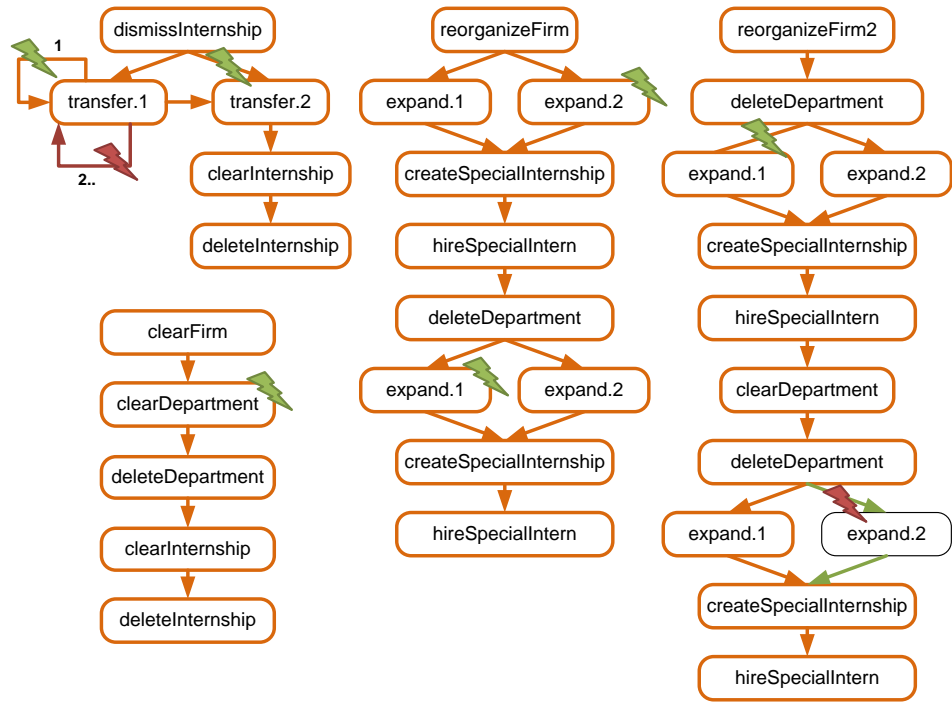 dismissInternship
1
transfer.1
transfer.2
2..
clearInternship
deleteInternship
clearFirm
clearDepartment
deleteDepartment
clearInternship
deleteInternship
reorganizeFirm
expand.1
expand.2
createSpecialInternship
hireSpecialIntern
deleteDepartment
expand.1
expand.2
createSpecialInternship
hireSpecialIntern
reorganizeFirm2
deleteDepartment
expand.1
expand.2
createSpecialInternship
hireSpecialIntern
clearDepartment
deleteDepartment
expand.1
expand.2
createSpecialInternship
hireSpecialIntern